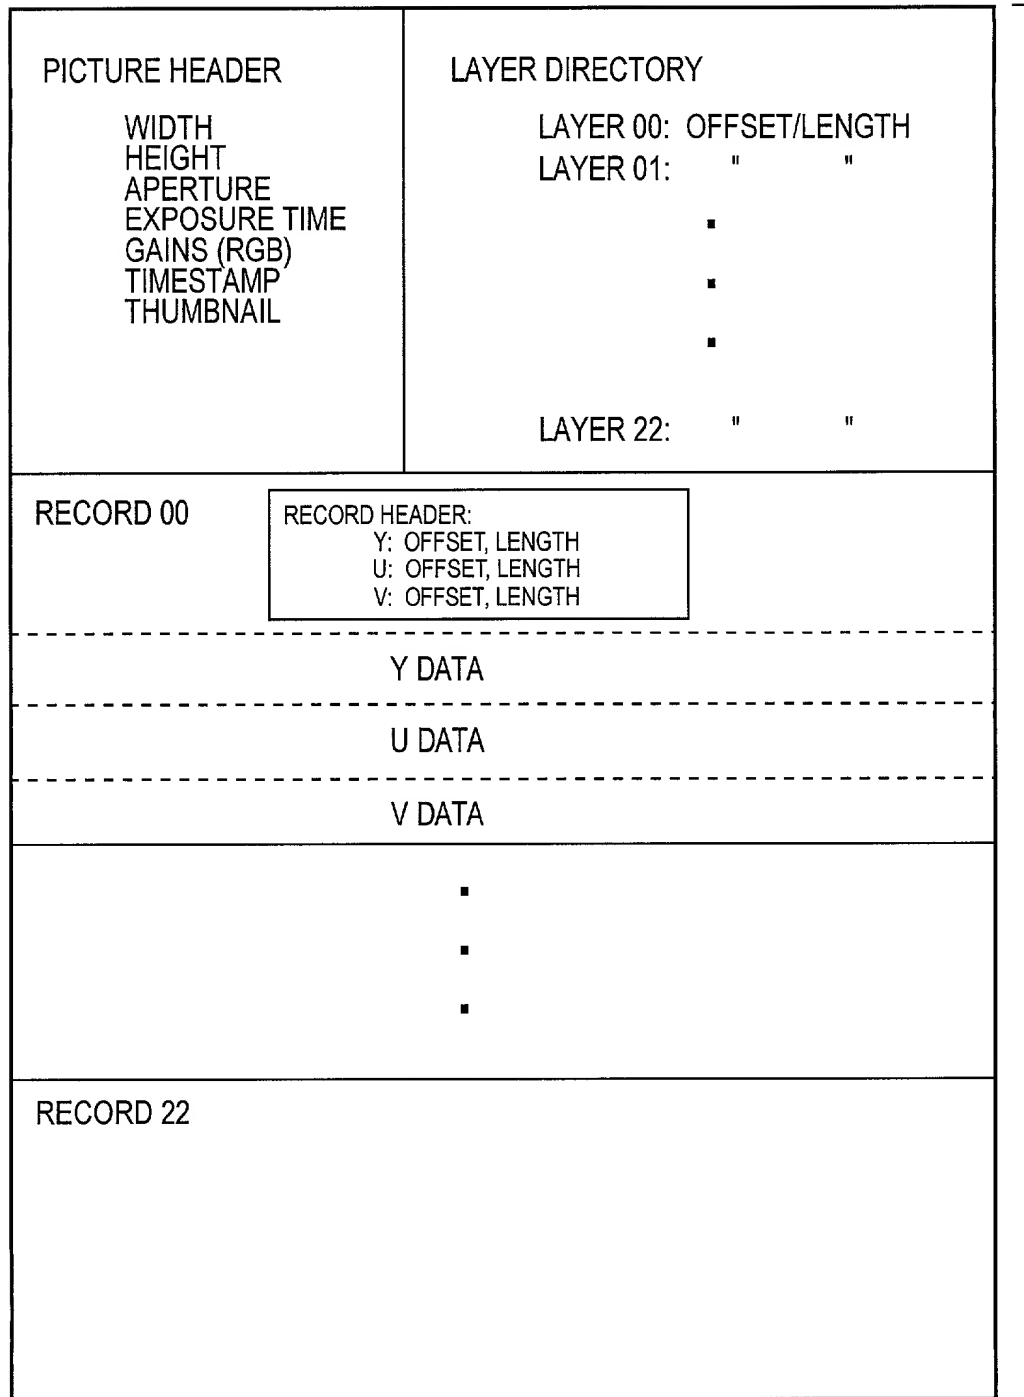 PICTURE HEADER
WIDTH
HEIGHT
APERTURE
EXPOSURE TIME
GAINS (RGB)
TIMESTAMP
THUMBNAIL
LAYER DIRECTORY
LAYER 00: OFFSET/LENGTH
LAYER 01: " "
LAYER 22: " "
RECORD 00
RECORD HEADER:
Y: OFFSET, LENGTH
U: OFFSET, LENGTH
V: OFFSET, LENGTH
Y DATA
U DATA
V DATA
RECORD 22